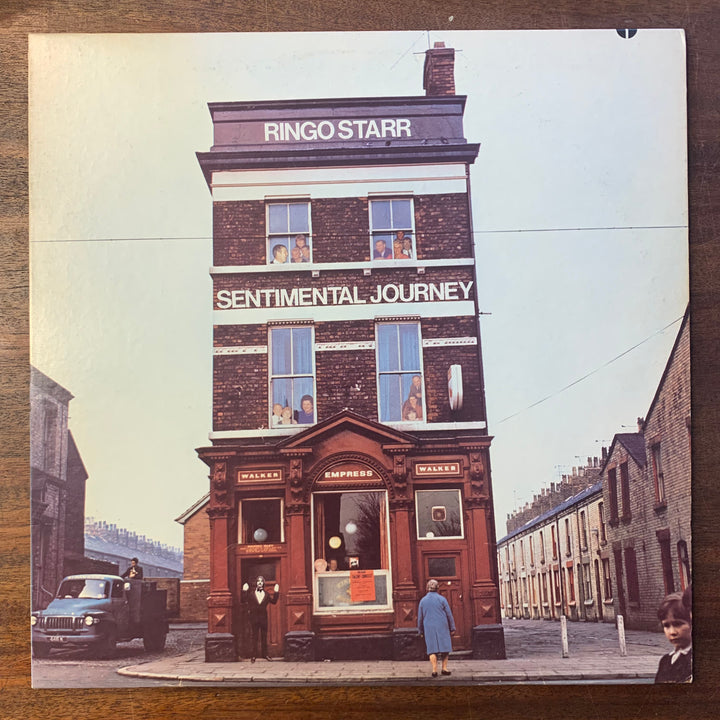 RINGO STARR
SENTIMENTAL JOURNEY
WALKER
EMPRESS
WALKER